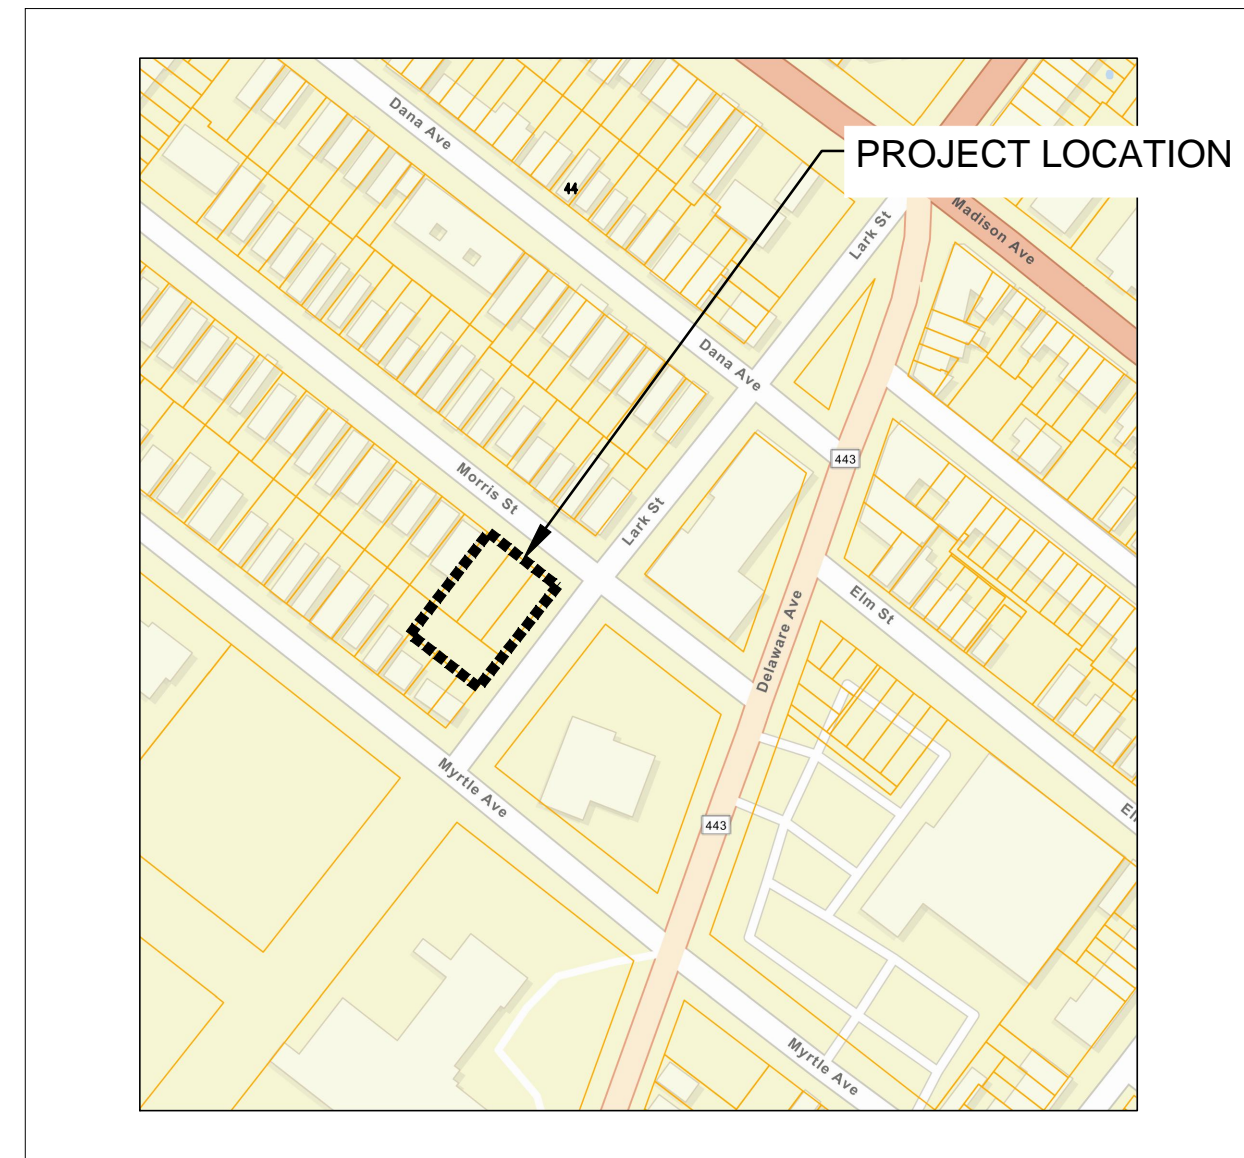 Dana Ave
PROJECT LOCATION
44
Madison Ave
Lark St
Dana Ave
443
Morris St
Lark St
Elm St
Delaware Ave
Myrtle Ave
443
El
Myrtle Ave